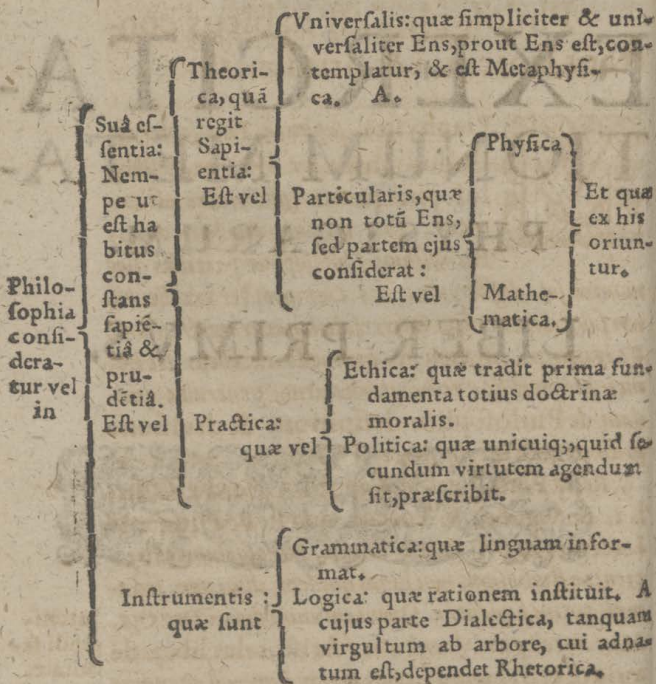 Philo-
sophia
consi-
dera-
tur vel
in
Suâ es-
sentia:
Nem-
pe ut
est ha
bitus
con-
stans
sapiē-
tiâ &
pru-
dētiâ.
Est vel
Theori-
ca, quā
regit
Sapi-
entia:
Est vel
Vniversalis: quæ simpliciter & uni-
versaliter Ens, prout Ens est, con-
templatur, & est Metaphysi-
ca. A.
Particularis, quæ
non totū Ens,
sed partem ejus
considerat:
Est vel
Physica
Mathe-
matica.
Et quæ
ex his
oriun-
tur.
Practica:
quæ vel
Ethica: quæ tradit prima fun-
damenta totius doctrinæ
moralis.
Politica: quæ unicuiq;, quid se-
cundum virtutem agendum
sit, præscribit.
Instrumentis:
quæ sunt
Grammatica: quæ linguam infor-
mat.
Logica: quæ rationem instituit. A
cujus parte Dialectica, tanquam
virgultum ab arbore, cui adna-
tum est, dependet Rhetorica.